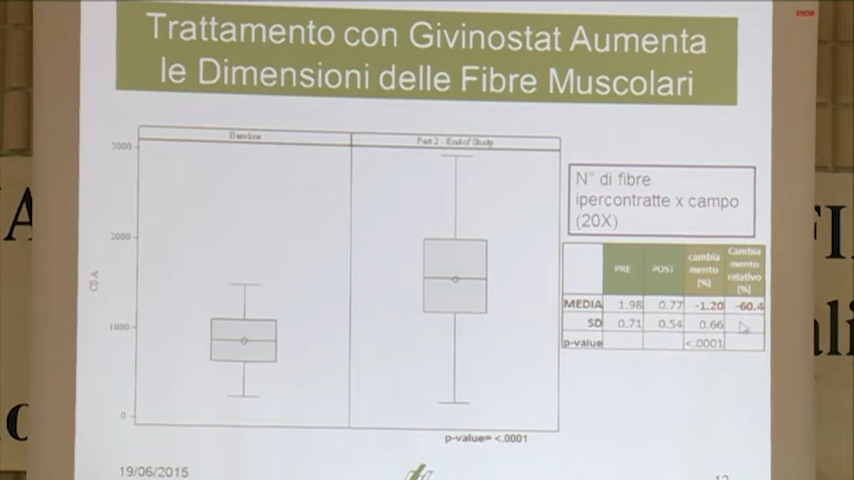 Trattamento con Givinostat Aumenta
le Dimensioni delle Fibre Muscolari
Baseline
Part 2 - End of Study
3000
2000
1000
0
CSA
p-value= <.0001
N° di fibre
ipercontratte x campo
(20X)
PRE POST cambia mento (%) Cambia mento relativo (%)
MEDIA 1.98 0.77 -1.20 -60.4
SD 0.71 0.54 0.66
p-value <.0001
19/06/2015
A
FI
ali